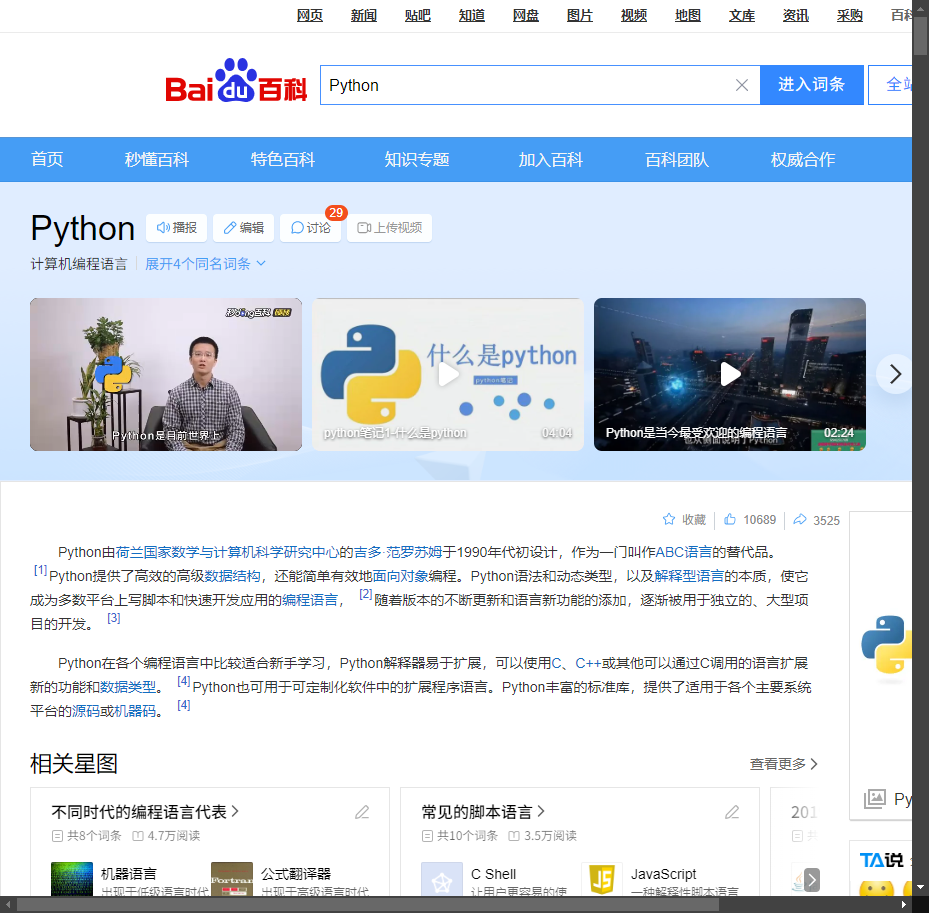 网页 新闻 贴吧 知道 网盘 图片 视频 地图 文库 资讯 采购 百科
Bai du 百科 Python 进入词条 全站
首页 秒懂百科 特色百科 知识专题 加入百科 百科团队 权威合作
Python 播报 编辑 讨论 29 上传视频
计算机编程语言 展开4个同名词条
秒懂百科
Python是目前世界上
什么是python
python笔记
python笔记1-什么是python 04:04
Python是当今最受欢迎的编程语言 02:24
收藏 10689 3525
Python由荷兰国家数学与计算机科学研究中心的吉多·范罗苏姆于1990年代初设计，作为一门叫作ABC语言的替代品。
[1] Python提供了高效的高级数据结构，还能简单有效地面向对象编程。Python语法和动态类型，以及解释型语言的本质，使它
成为多数平台上写脚本和快速开发应用的编程语言， [2] 随着版本的不断更新和语言新功能的添加，逐渐被用于独立的、大型项
目的开发。 [3]
Python在各个编程语言中比较适合新手学习，Python解释器易于扩展，可以使用C、C++或其他可以通过C调用的语言扩展
新的功能和数据类型。 [4] Python也可用于可定制化软件中的扩展程序语言。Python丰富的标准库，提供了适用于各个主要系统
平台的源码或机器码。 [4]
Py
相关星图 查看更多
不同时代的编程语言代表 常见的脚本语言 201
共8个词条 4.7万阅读 共10个词条 3.5万阅读 共
机器语言 Fortran 公式翻译器 C Shell JS JavaScript TA说
出现于低级语言时代 出现于高级语言时代 让用户更容易的使 一种解释性脚本语言